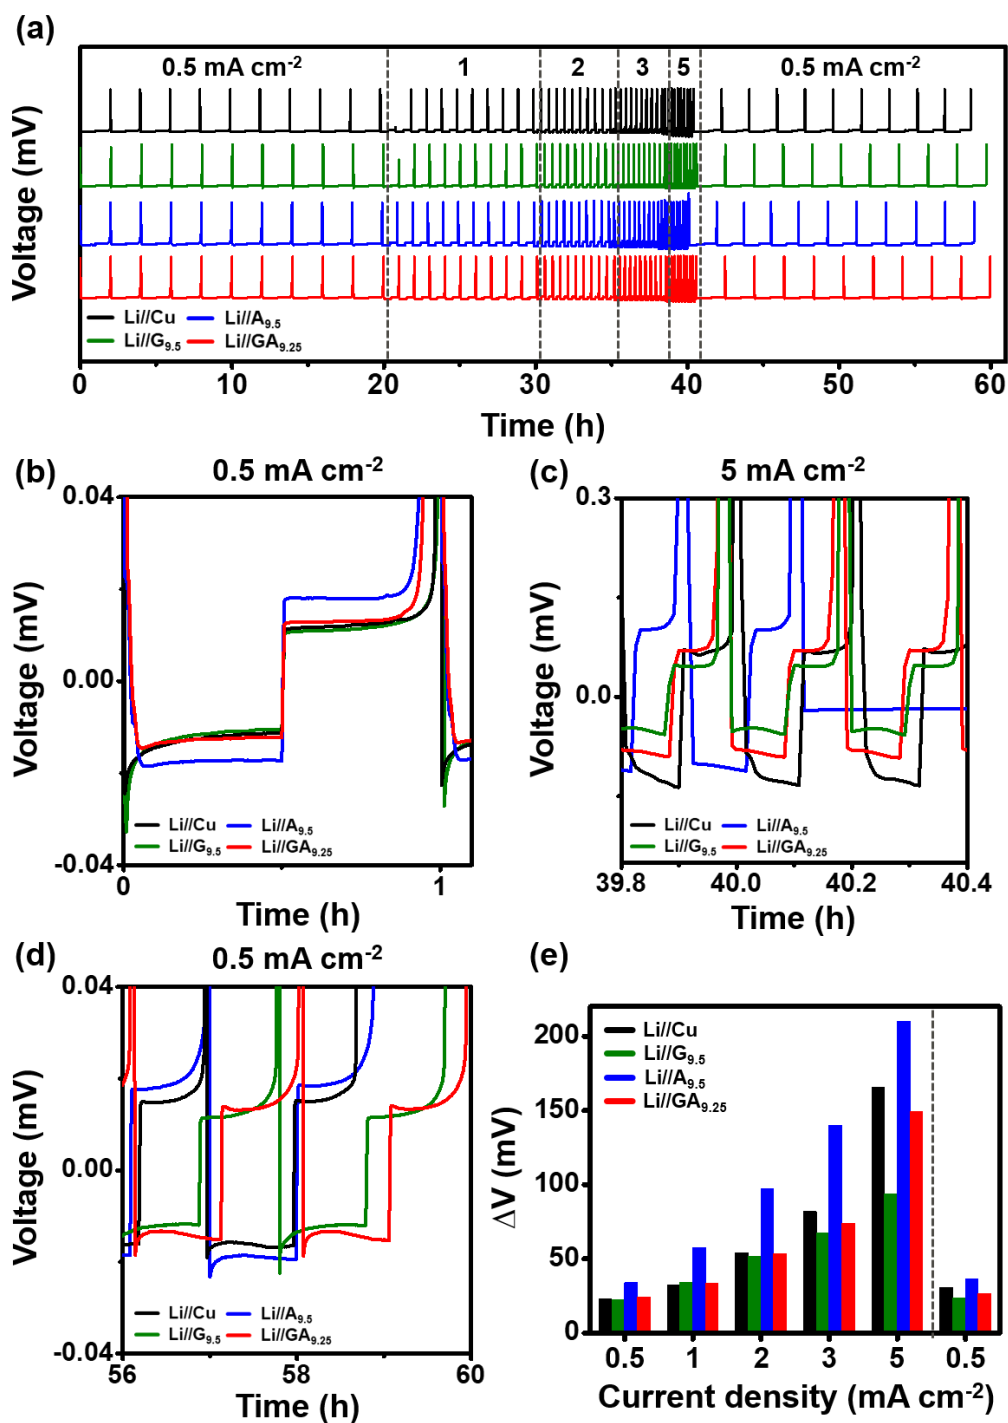 (a)
0.5 mA cm-2 1 2 3 5 0.5 mA cm-2
Voltage (mV)
Li//Cu Li//A9.5
Li//G9.5 Li//GA9.25
0 10 20 30 40 50 60
Time (h)
(b) 0.5 mA cm-2
0.04
0.00
-0.04
Voltage (mV)
Li//Cu Li//A9.5
Li//G9.5 Li//GA9.25
0 1
Time (h)
(c) 5 mA cm-2
0.3
0.0
Voltage (mV)
Li//Cu Li//A9.5
Li//G9.5 Li//GA9.25
39.8 40.0 40.2 40.4
Time (h)
(d) 0.5 mA cm-2
0.04
0.00
-0.04
Voltage (mV)
Li//Cu Li//A9.5
Li//G9.5 Li//GA9.25
56 58 60
Time (h)
(e)
200
150
100
50
0
ΔV (mV)
Li//Cu
Li//G9.5
Li//A9.5
Li//GA9.25
0.5 1 2 3 5 0.5
Current density (mA cm-2)